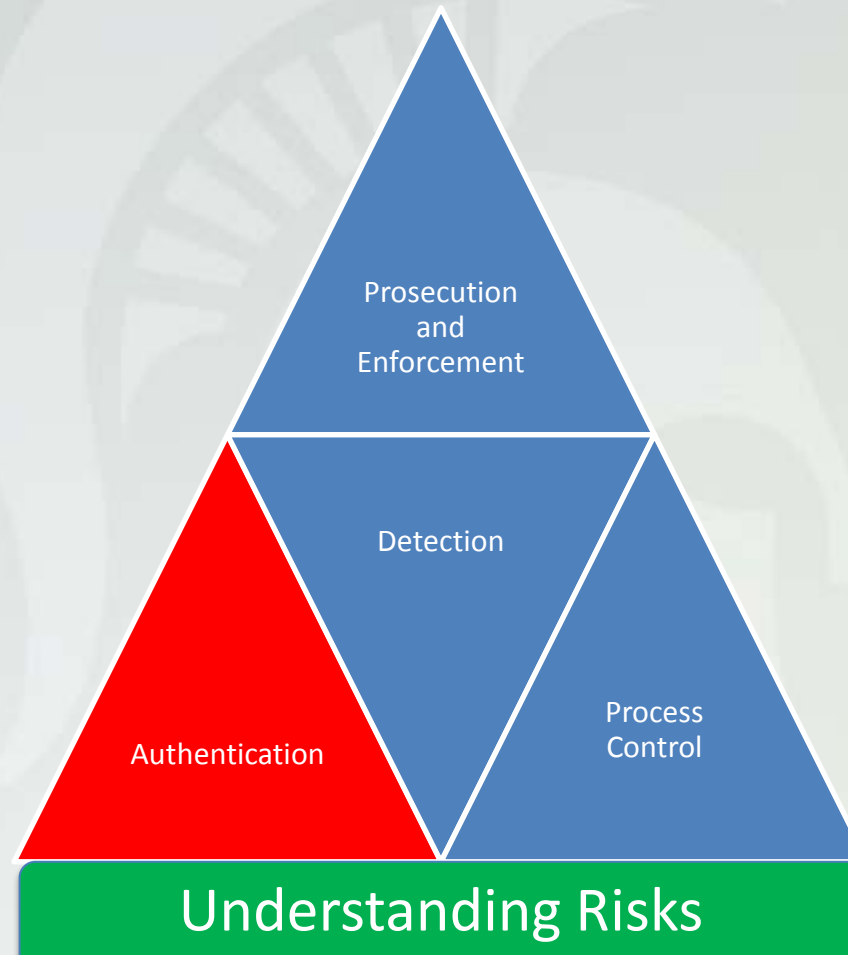 Prosecution
and
Enforcement
Detection
Authentication
Process
Control
Understanding Risks